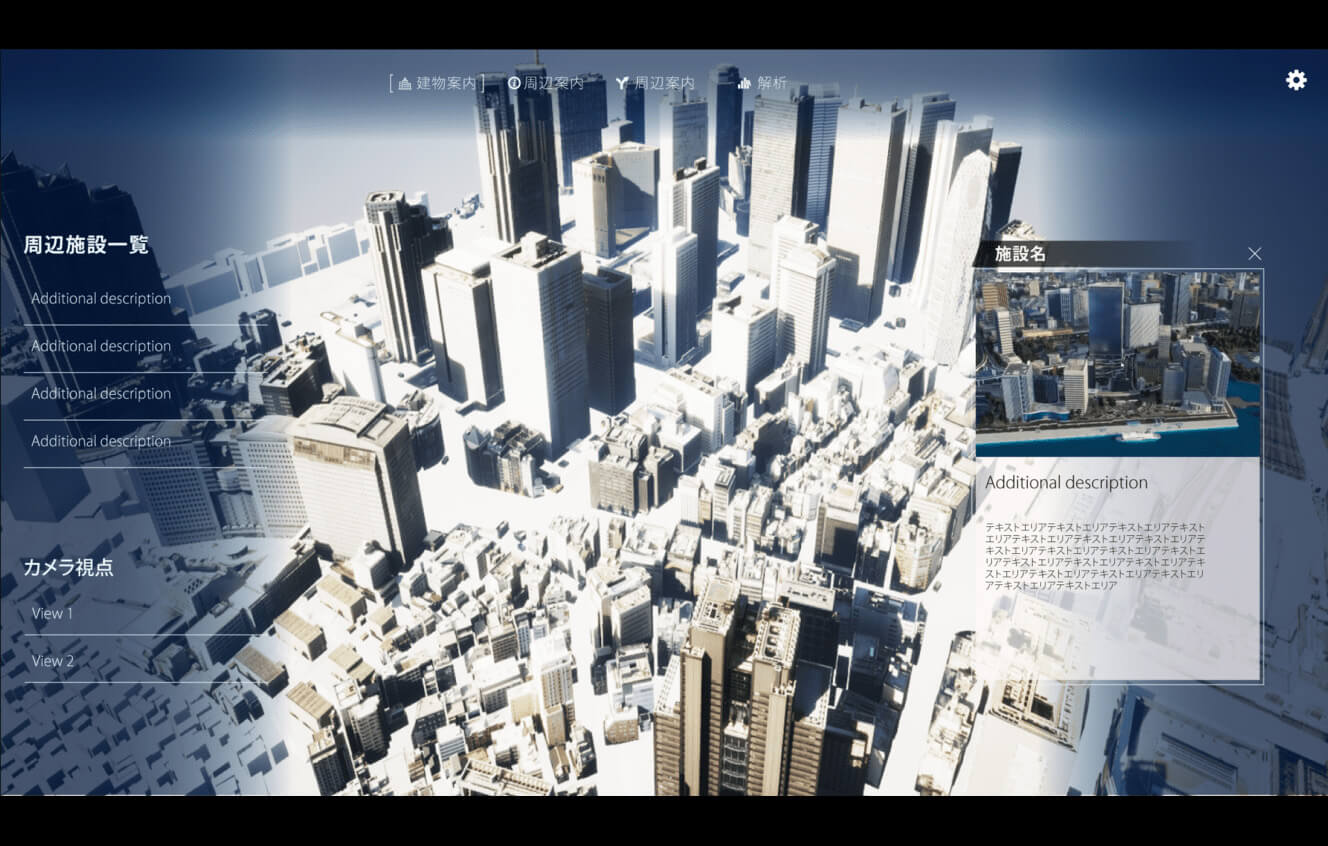 [建物案内]
周辺案内
周辺案内
解析
周辺施設一覧
Additional description
Additional description
Additional description
Additional description
カメラ視点
View 1
View 2
施設名
Additional description
テキストエリアテキストエリアテキストエリアテキスト
エリアテキストエリアテキストエリアテキストエリアテ
キストエリアテキストエリアテキストエリアテキストエ
リアテキストエリアテキストエリアテキストエリアテキ
ストエリアテキストエリアテキストエリアテキストエリ
アテキストエリアテキストエリア